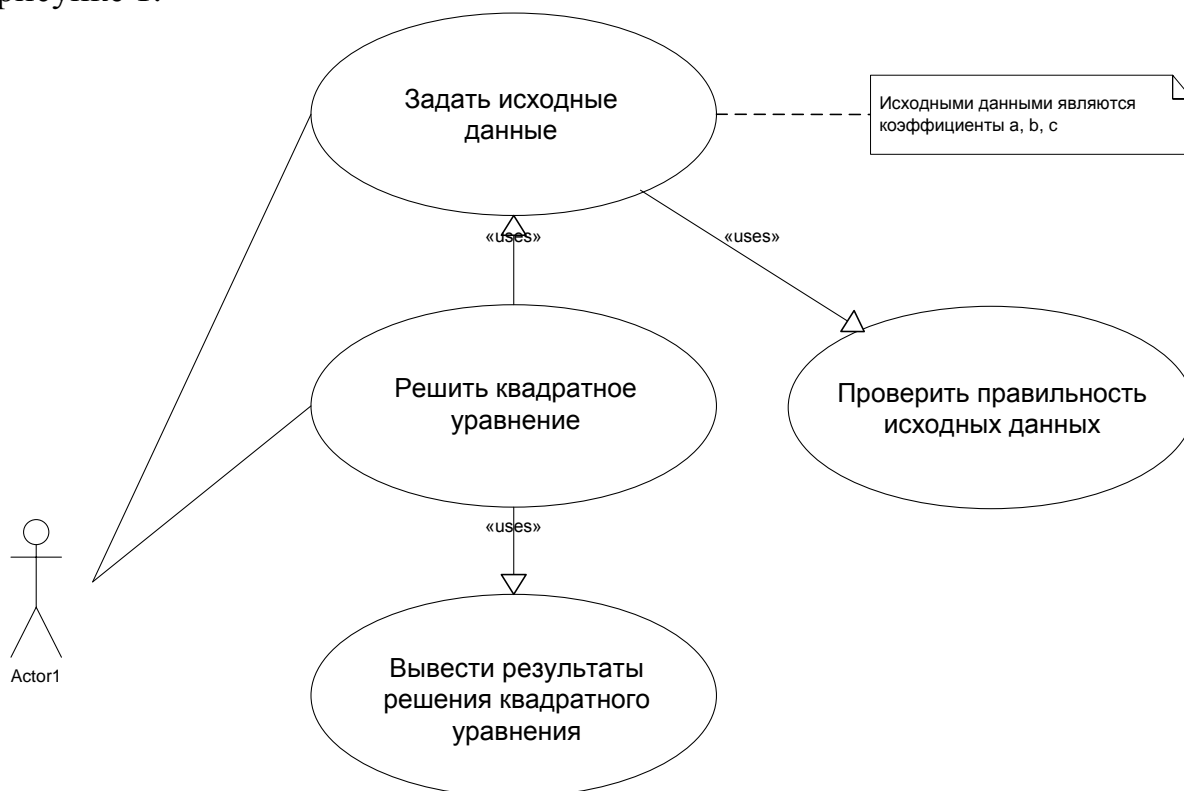 рисунке 1.
Задать исходные
данные
Исходными данными являются
коэффициенты a, b, c
«uses»
«uses»
Решить квадратное
уравнение
Проверить правильность
исходных данных
«uses»
Actor1
Вывести результаты
решения квадратного
уравнения